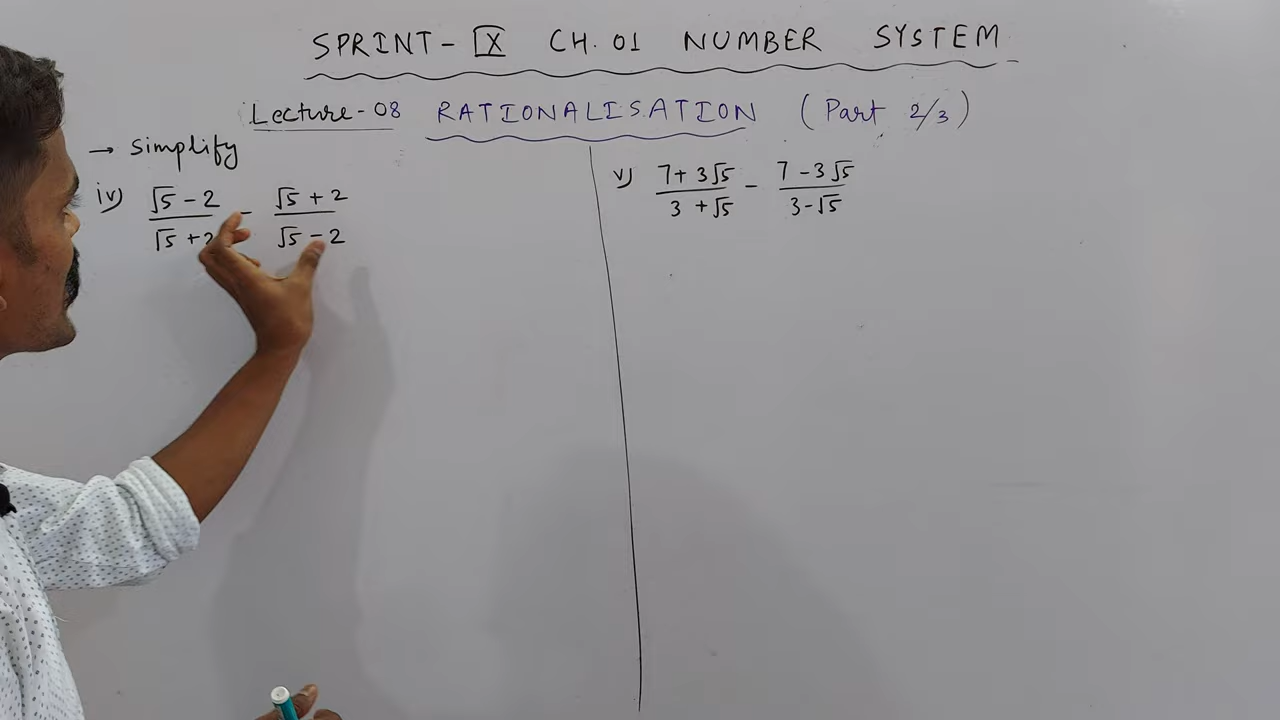 SPRINT - IX CH. 01 NUMBER SYSTEM
Lecture - 08 RATIONALISATION (Part 2/3)
→ Simplify
iv) (√5 - 2)/(√5 + 2) - (√5 + 2)/(√5 - 2)
v) (7 + 3√5)/(3 + √5) - (7 - 3√5)/(3 - √5)